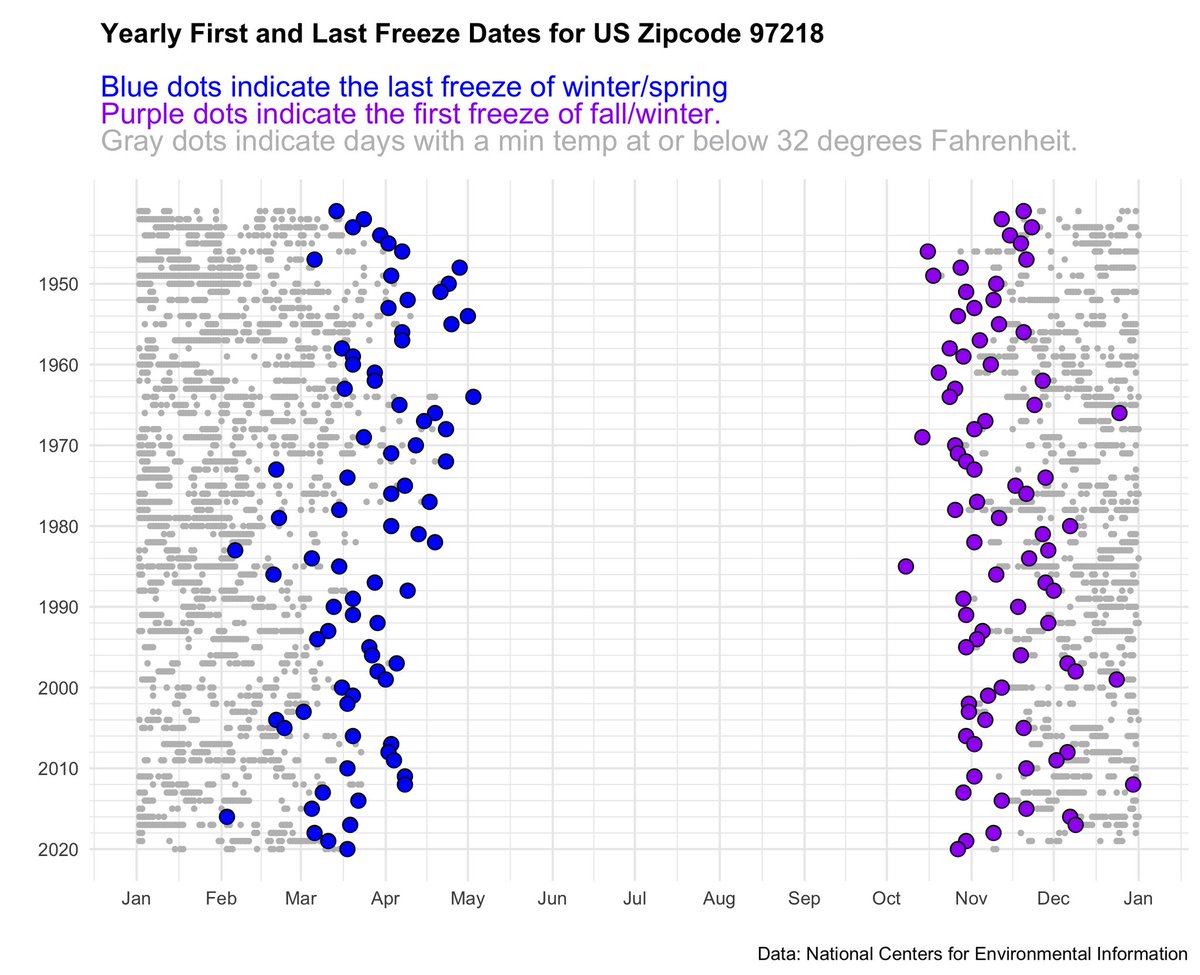 Yearly First and Last Freeze Dates for US Zipcode 97218
Blue dots indicate the last freeze of winter/spring
Purple dots indicate the first freeze of fall/winter.
Gray dots indicate days with a min temp at or below 32 degrees Fahrenheit.
1950
1960
1970
1980
1990
2000
2010
2020
Jan Feb Mar Apr May Jun Jul Aug Sep Oct Nov Dec Jan
Data: National Centers for Environmental Information